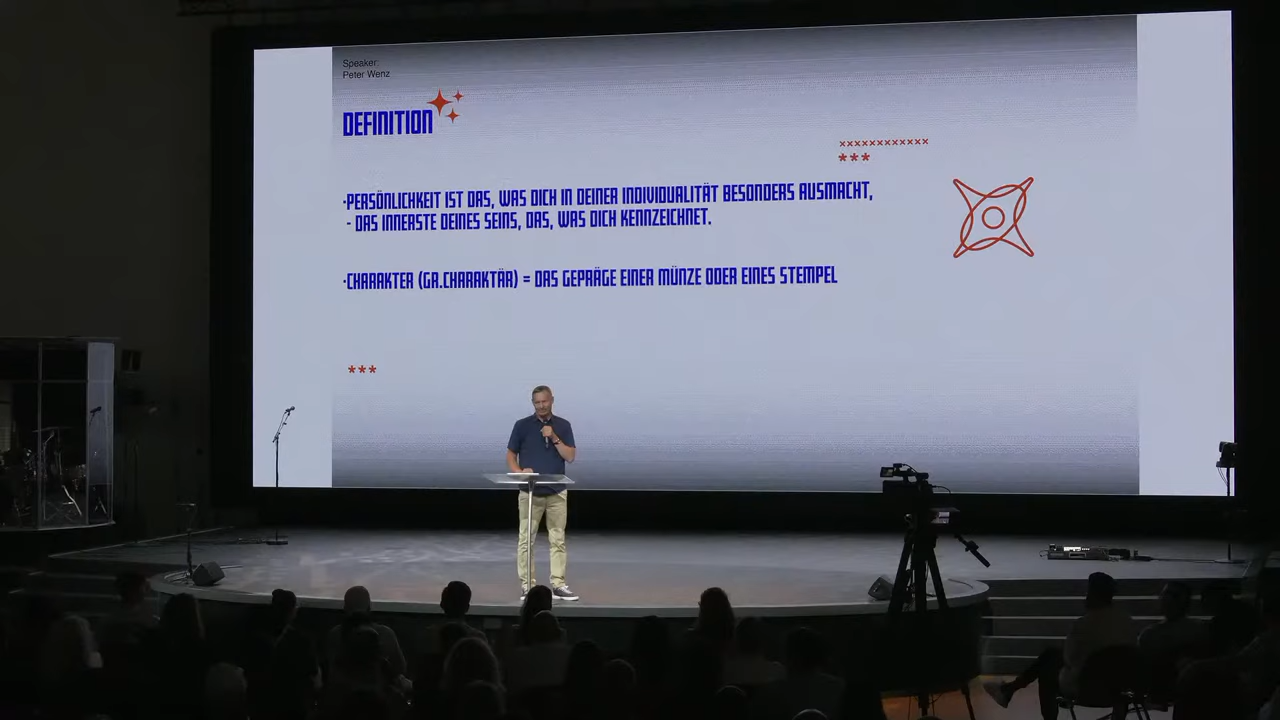 Speaker:
Peter Wenz
DEFINITION
·PERSÖNLICHKEIT IST DAS, WAS DICH IN DEINER INDIVIDUALITÄT BESONDERS AUSMACHT,
- DAS INNERSTE DEINES SEINS, DAS, WAS DICH KENNZEICHNET.
·CHARAKTER (GR.CHARAKTÄR) = DAS GEPRÄGE EINER MÜNZE ODER EINES STEMPEL